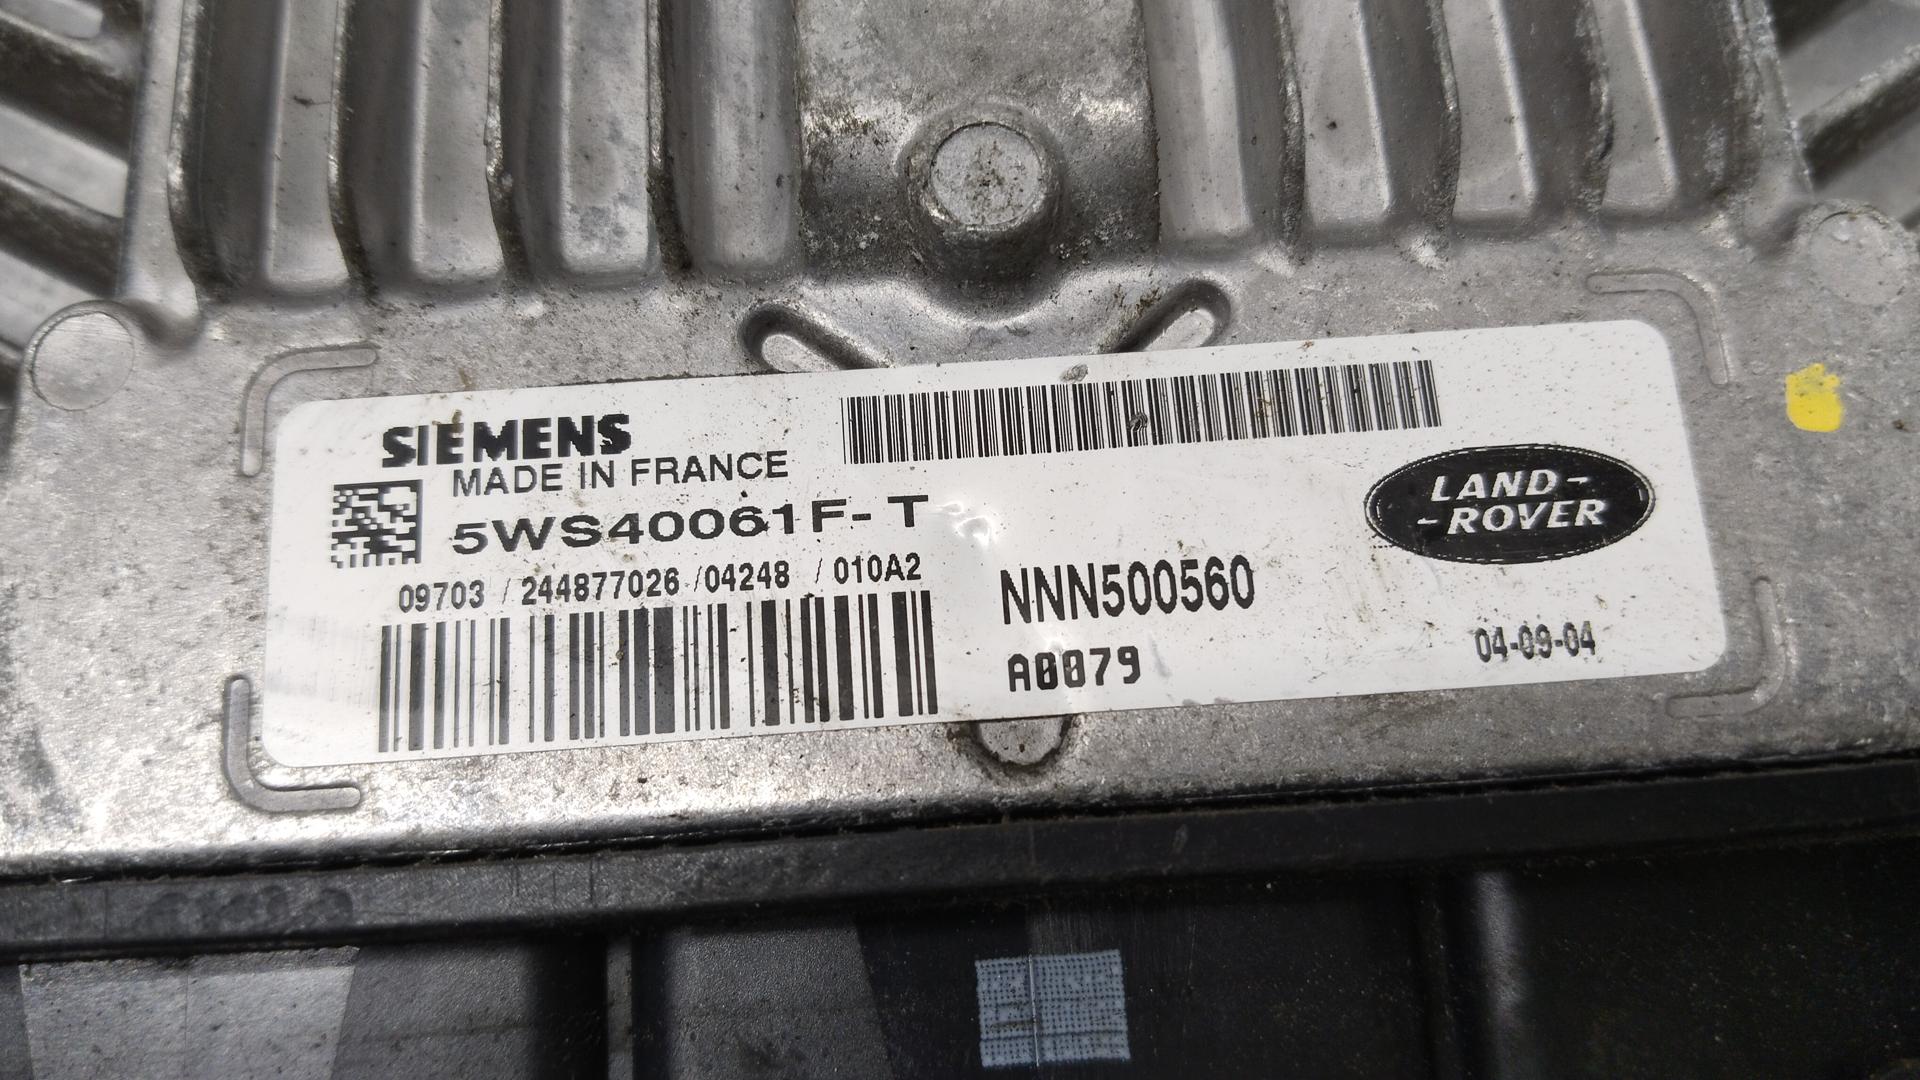 SIEMENS
MADE IN FRANCE
5WS40061F-T
09703 / 244877026 /04248 / 010A2
LAND-
-ROVER
NNN500560
A0079
04-09-04